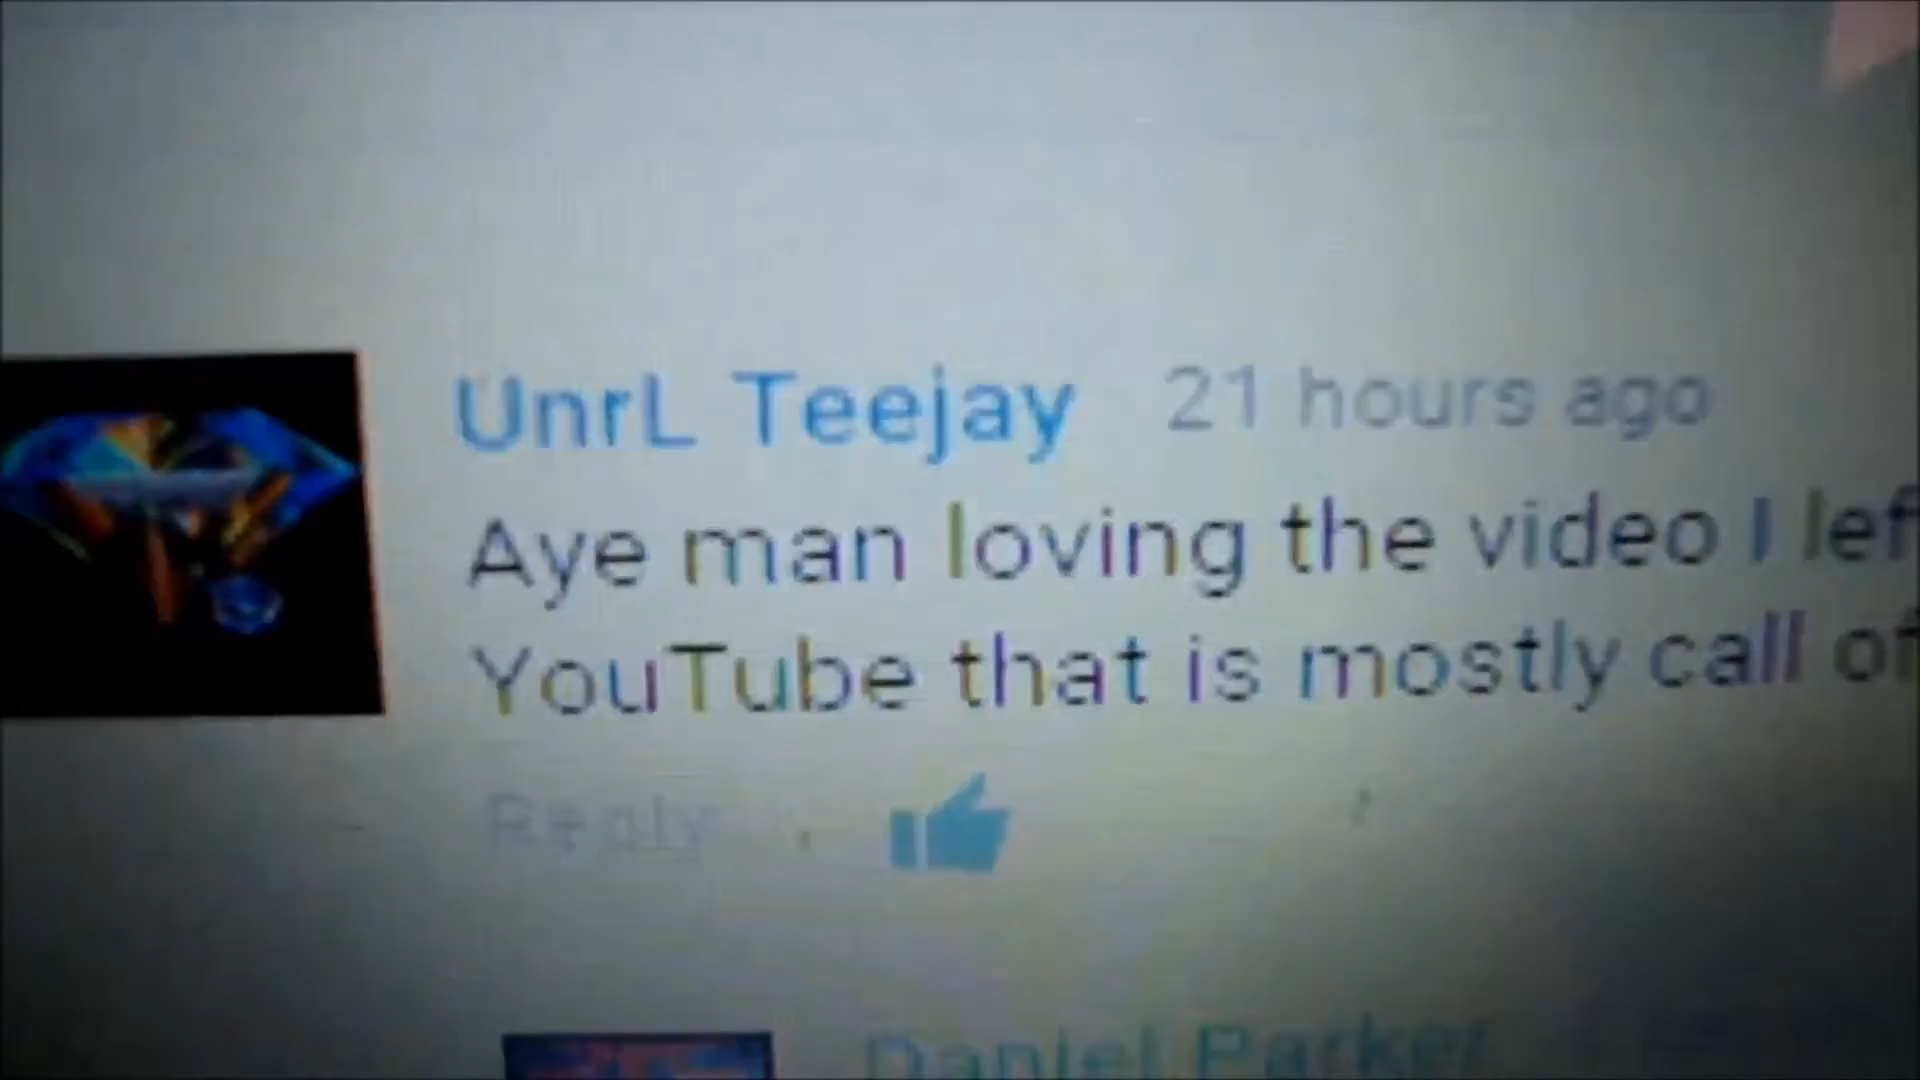 UnrL Teejay 21 hours ago
Aye man loving the video I lef
YouTube that is mostly call of
Reply
Daniel Parker